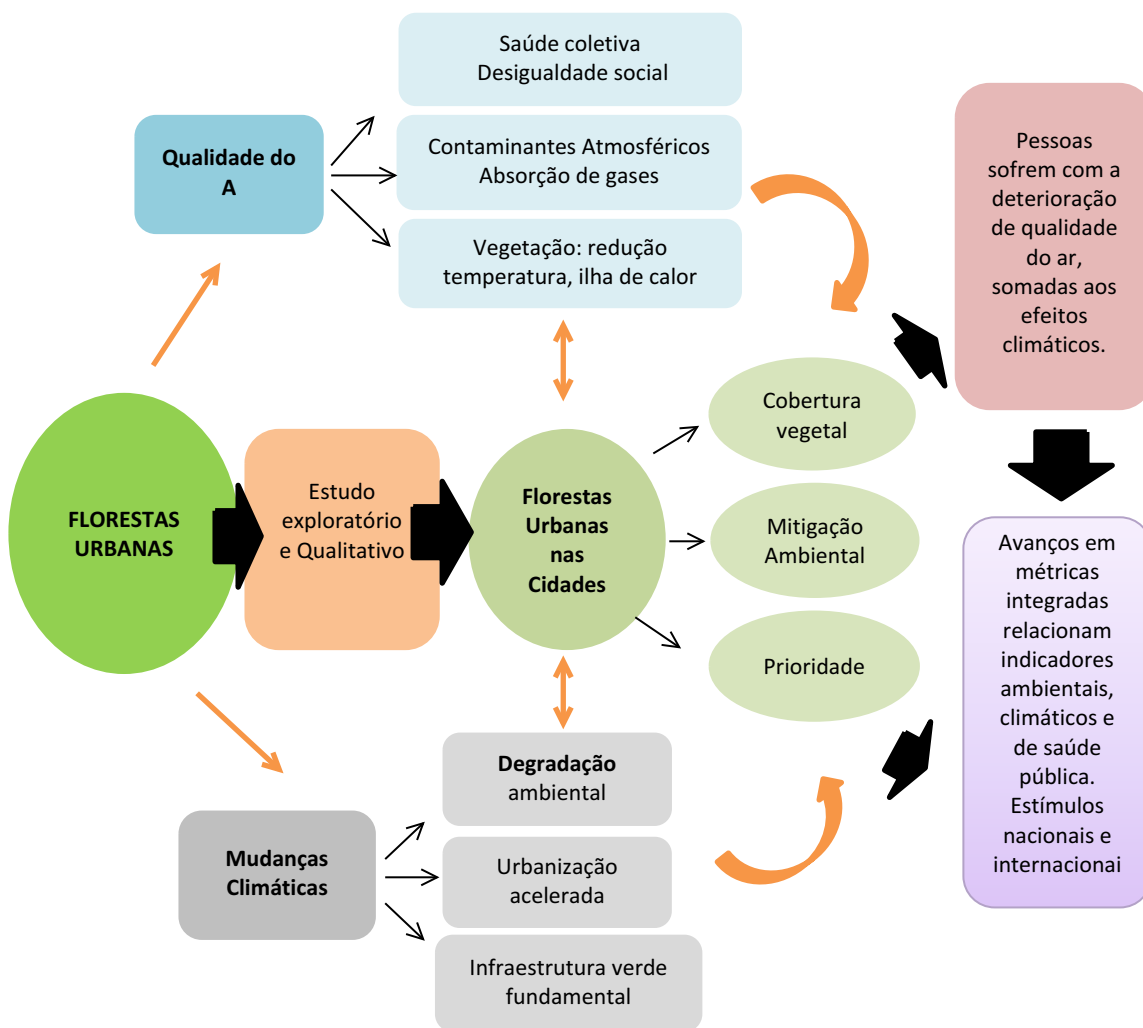 Saúde coletiva
Desigualdade social
Qualidade do
A
Contaminantes Atmosféricos
Absorção de gases
Vegetação: redução
temperatura, ilha de calor
Pessoas
sofrem com a
deterioração
de qualidade
do ar,
somadas aos
efeitos
climáticos.
FLORESTAS
URBANAS
Estudo
exploratório
e Qualitativo
Florestas
Urbanas
nas
Cidades
Cobertura
vegetal
Mitigação
Ambiental
Prioridade
Avanços em
métricas
integradas
relacionam
indicadores
ambientais,
climáticos e
de saúde
pública.
Estímulos
nacionais e
internacionai
Mudanças
Climáticas
Degradação
ambiental
Urbanização
acelerada
Infraestrutura verde
fundamental